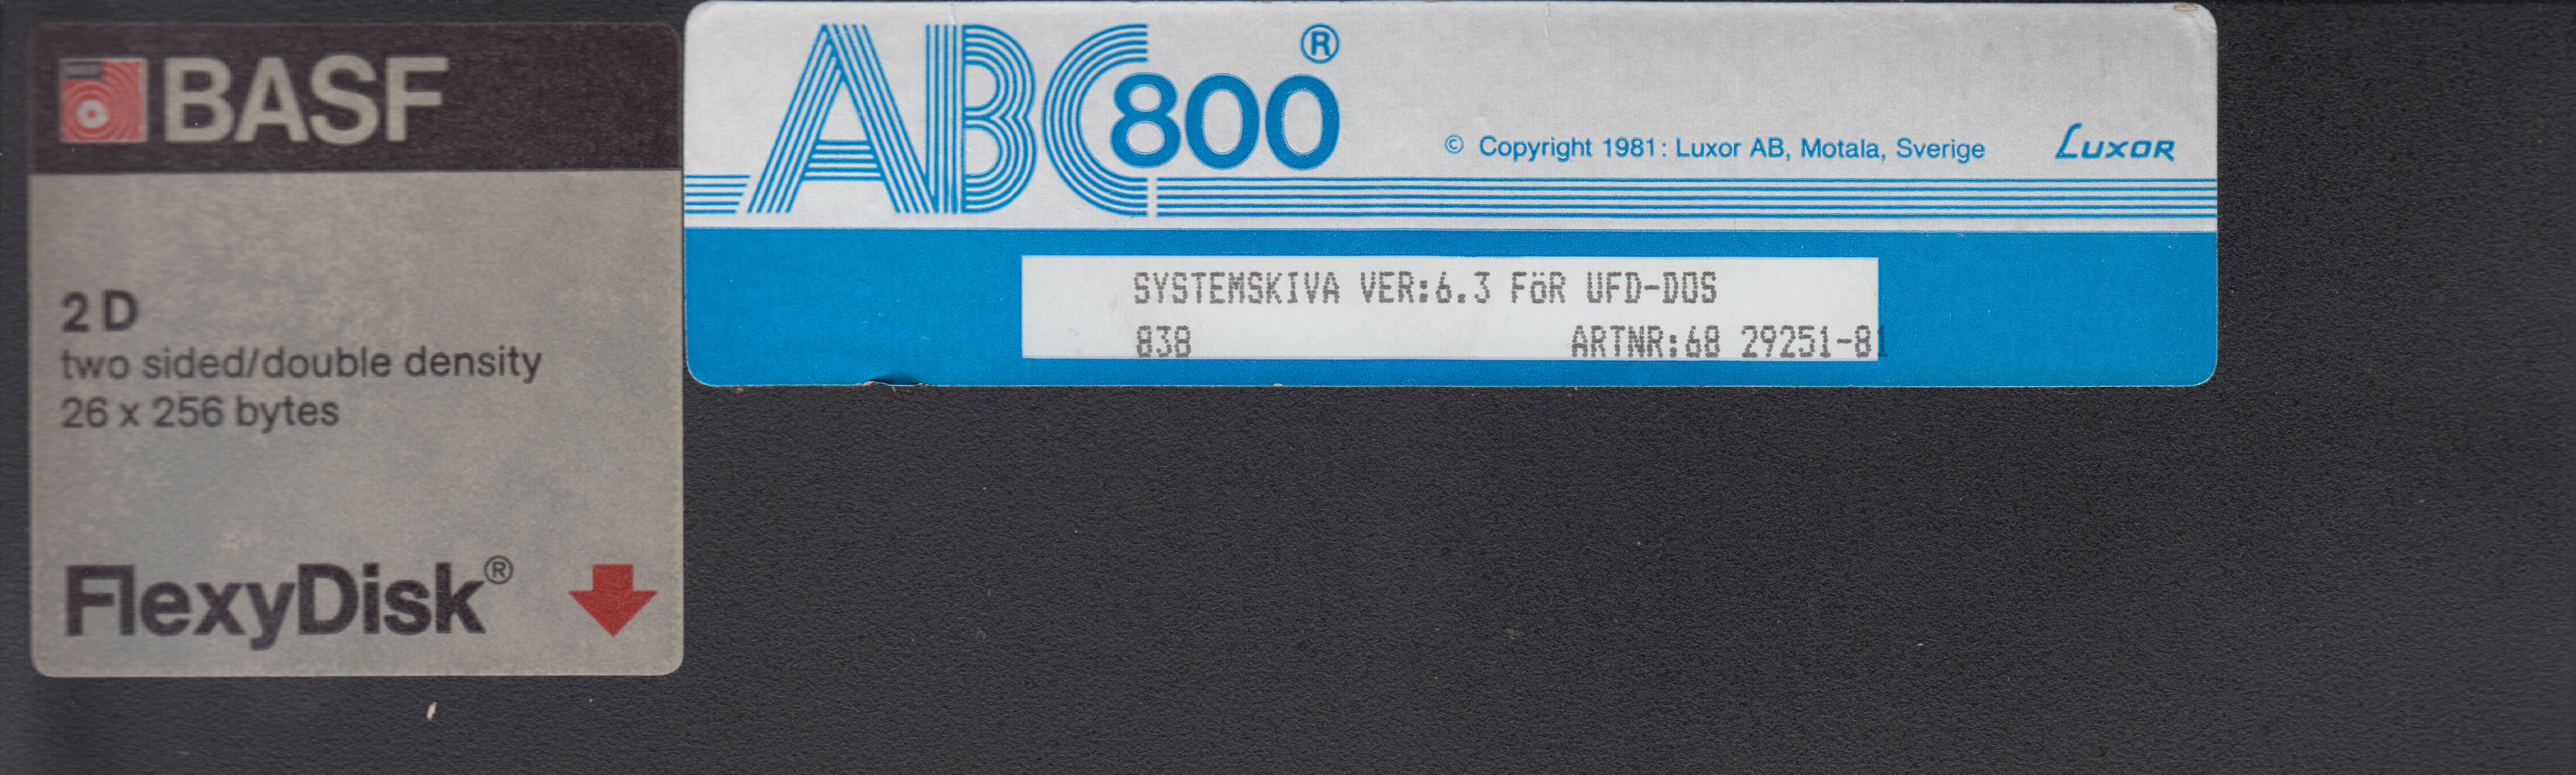 BASF
2 D
two sided/double density
26 x 256 bytes
FlexyDisk®
ABC800®
© Copyright 1981: Luxor AB, Motala, Sverige
LUXOR
SYSTEMSKIVA VER:6.3 FöR UFD-DOS
838 ARTNR:68 29251-81